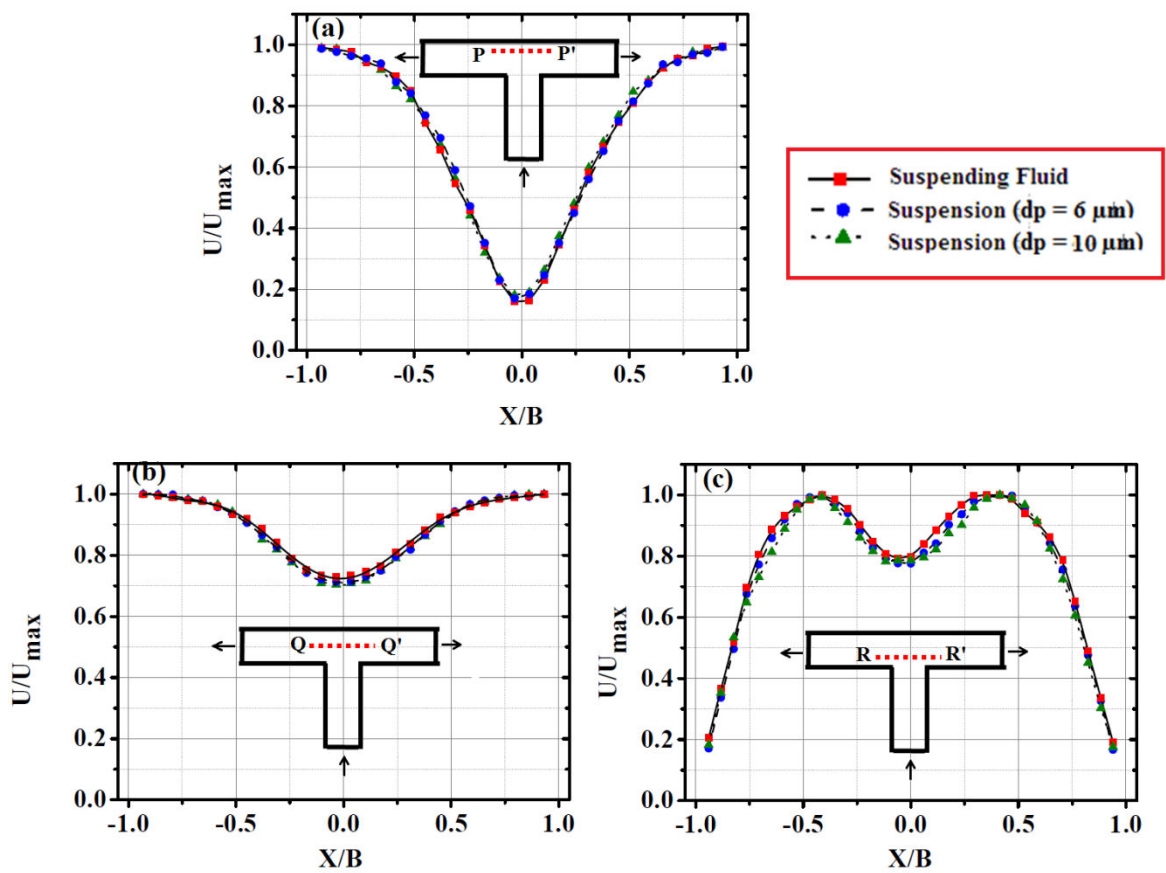 (a)
P P'
1.0
0.8
0.6
0.4
0.2
0.0
U/Umax
-1.0 -0.5 0.0 0.5 1.0
X/B
Suspending Fluid
Suspension (dp = 6 μm)
Suspension (dp = 10 μm)
(b)
1.0
0.8
0.6
0.4
0.2
0.0
U/Umax
Q Q'
-1.0 -0.5 0.0 0.5 1.0
X/B
(c)
1.0
0.8
0.6
0.4
0.2
0.0
U/Umax
R R'
-1.0 -0.5 0.0 0.5 1.0
X/B